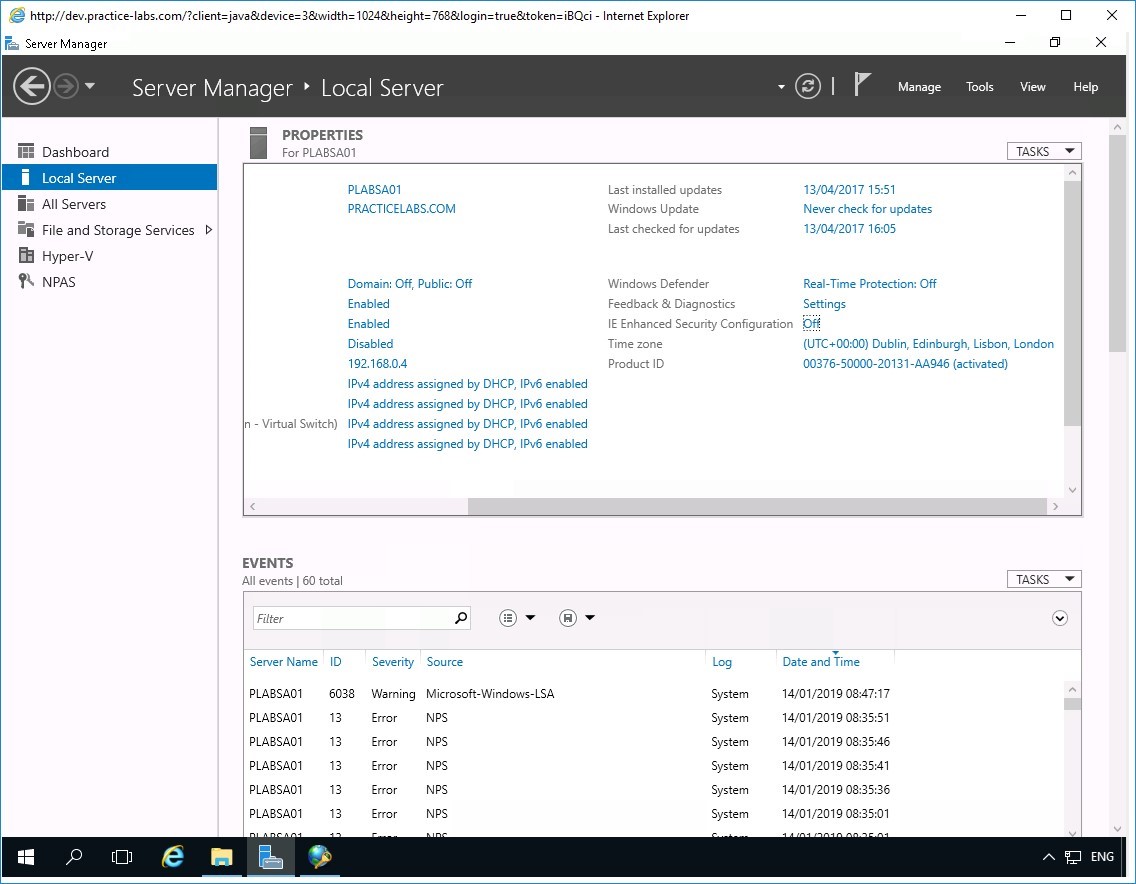 http://dev.practice-labs.com/?client=java&device=3&width=1024&height=768&login=true&token=iBQci - Internet Explorer
Server Manager
Server Manager ‣ Local Server
Manage Tools View Help
Dashboard
Local Server
All Servers
File and Storage Services
Hyper-V
NPAS
PROPERTIES
For PLABSA01
TASKS
PLABSA01 Last installed updates 13/04/2017 15:51
PRACTICELABS.COM Windows Update Never check for updates
Last checked for updates 13/04/2017 16:05
Domain: Off, Public: Off Windows Defender Real-Time Protection: Off
Enabled Feedback & Diagnostics Settings
Enabled IE Enhanced Security Configuration Off
Disabled Time zone (UTC+00:00) Dublin, Edinburgh, Lisbon, London
192.168.0.4 Product ID 00376-50000-20131-AA946 (activated)
IPv4 address assigned by DHCP, IPv6 enabled
IPv4 address assigned by DHCP, IPv6 enabled
n - Virtual Switch) IPv4 address assigned by DHCP, IPv6 enabled
IPv4 address assigned by DHCP, IPv6 enabled
EVENTS
All events | 60 total
TASKS
Filter
Server Name ID Severity Source Log Date and Time
PLABSA01 6038 Warning Microsoft-Windows-LSA System 14/01/2019 08:47:17
PLABSA01 13 Error NPS System 14/01/2019 08:35:51
PLABSA01 13 Error NPS System 14/01/2019 08:35:46
PLABSA01 13 Error NPS System 14/01/2019 08:35:41
PLABSA01 13 Error NPS System 14/01/2019 08:35:36
PLABSA01 13 Error NPS System 14/01/2019 08:35:01
PLABSA01 13 Error NPS System 14/01/2019 08:35:01
ENG